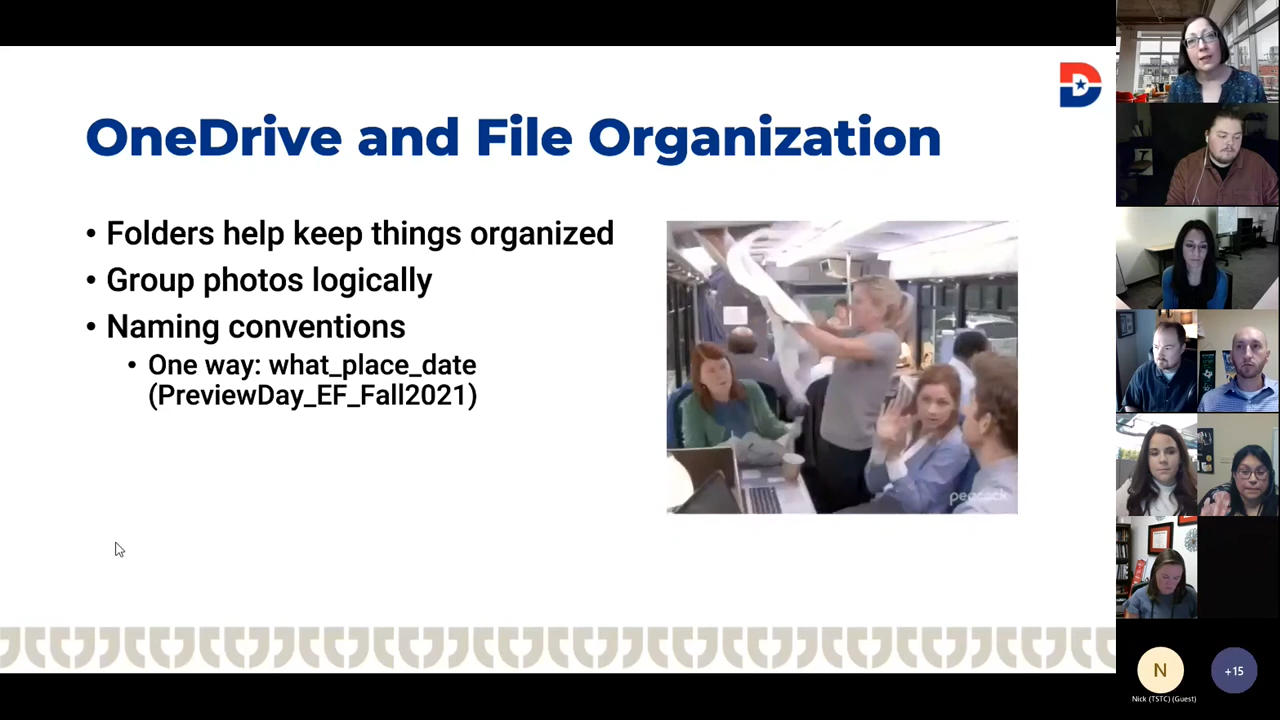 OneDrive and File Organization
• Folders help keep things organized
• Group photos logically
• Naming conventions
• One way: what_place_date
(PreviewDay_EF_Fall2021)
peacock
D
N
+15
Nick (TSTC) (Guest)